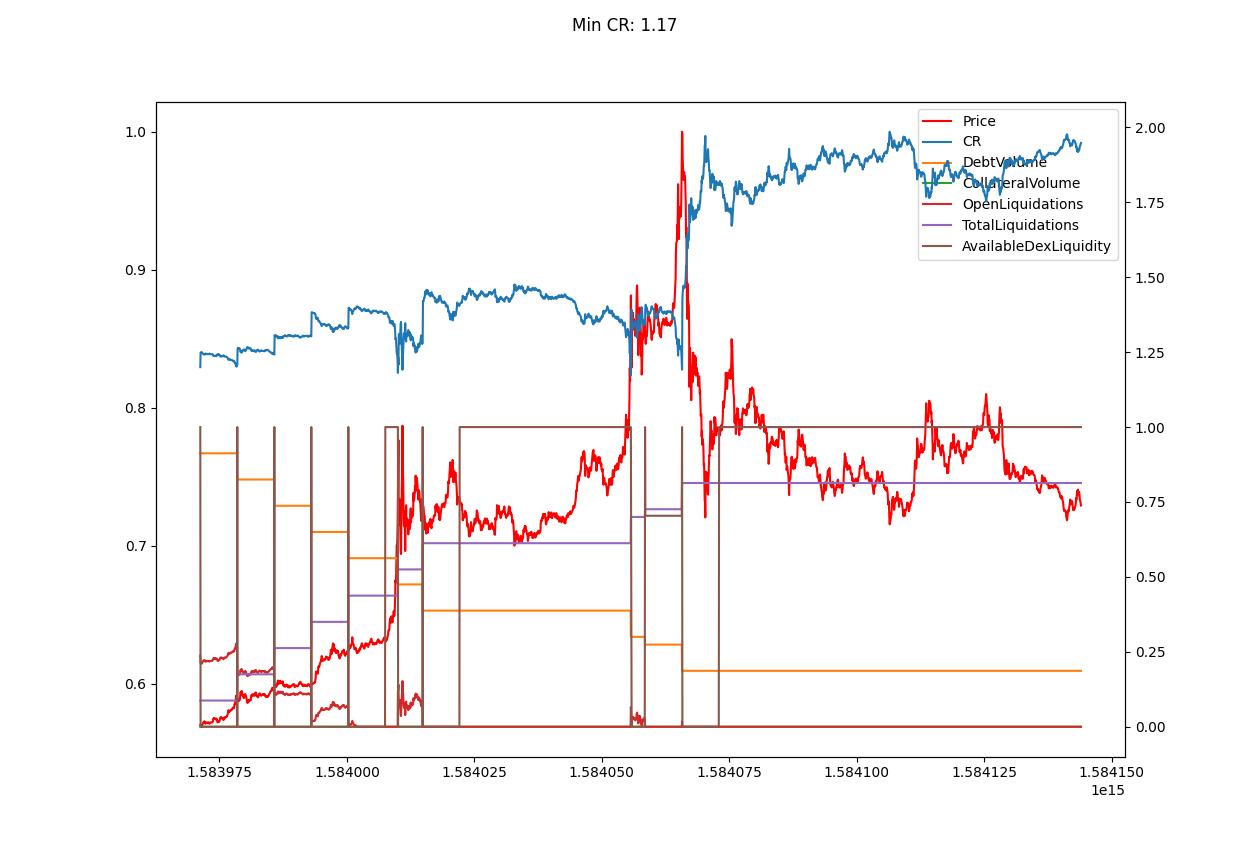 Min CR: 1.17
1.0
0.9
0.8
0.7
0.6
2.00
1.75
1.50
1.25
1.00
0.75
0.50
0.25
0.00
Price
CR
DebtVolume
CollateralVolume
OpenLiquidations
TotalLiquidations
AvailableDexLiquidity
1.583975 1.584000 1.584025 1.584050 1.584075 1.584100 1.584125 1.584150
1e15